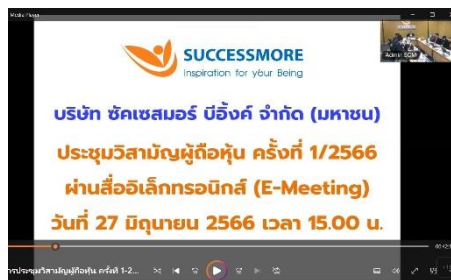 Media Player
SUCCESSMORE
Inspiration for your Being
Admin BGM
บริษัท ซัคเซสมอร์ บีอิ้งค์ จำกัด (มหาชน)
ประชุมวิสามัญผู้ถือหุ้น ครั้งที่ 1/2566
ผ่านสื่ออิเล็กทรอนิกส์ (E-Meeting)
วันที่ 27 มิถุนายน 2566 เวลา 15.00 น.
ารประชุมวิสามัญผู้ถือหุ้น ครั้งที่ 1-2...